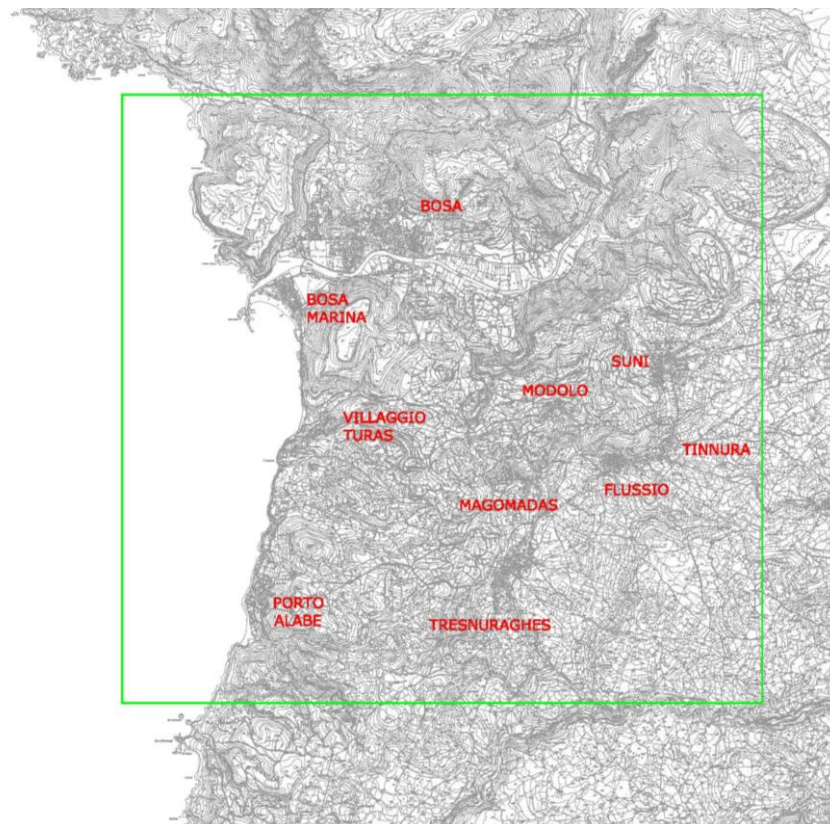 BOSA
BOSA
MARINA
SUNI
MODOLO
VILLAGGIO
TURAS
TINNURA
FLUSSIO
MAGOMADAS
PORTO
ALABE
TRESNURAGHES